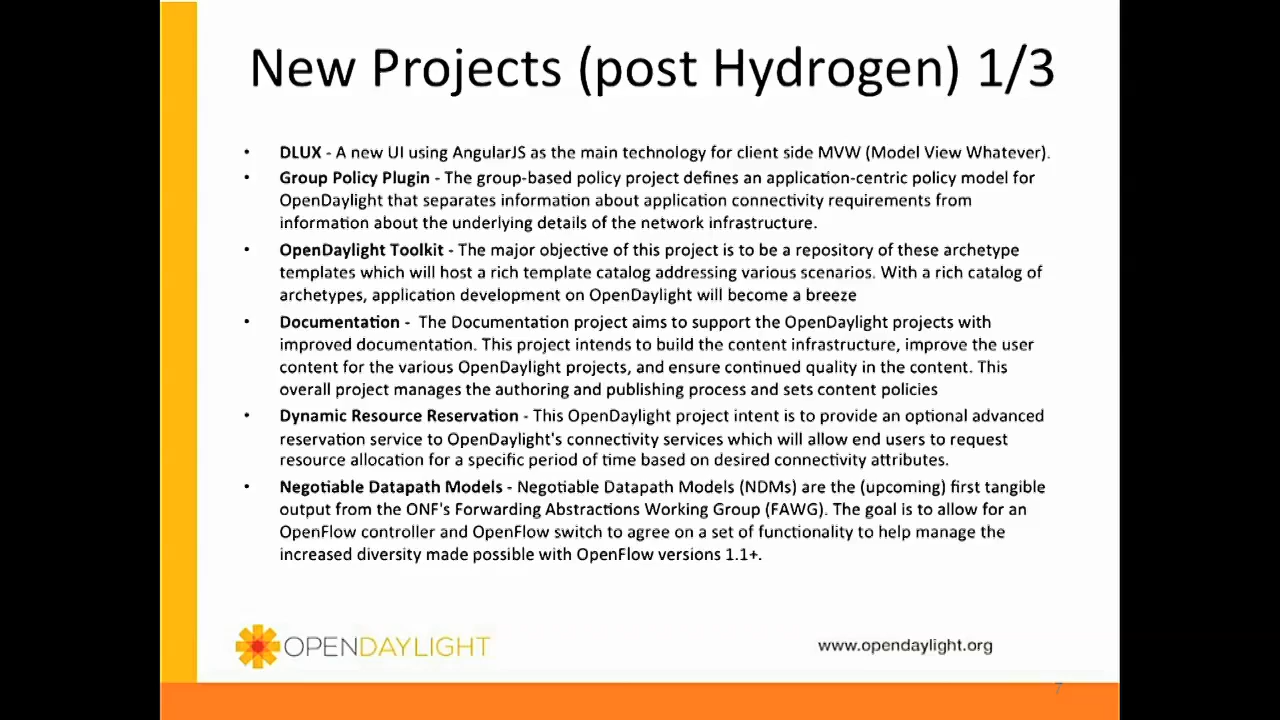 New Projects (post Hydrogen) 1/3
• DLUX - A new UI using AngularJS as the main technology for client side MVW (Model View Whatever).
• Group Policy Plugin - The group-based policy project defines an application-centric policy model for
OpenDaylight that separates information about application connectivity requirements from
information about the underlying details of the network infrastructure.
• OpenDaylight Toolkit - The major objective of this project is to be a repository of these archetype
templates which will host a rich template catalog addressing various scenarios. With a rich catalog of
archetypes, application development on OpenDaylight will become a breeze
• Documentation - The Documentation project aims to support the OpenDaylight projects with
improved documentation. This project intends to build the content infrastructure, improve the user
content for the various OpenDaylight projects, and ensure continued quality in the content. This
overall project manages the authoring and publishing process and sets content policies
• Dynamic Resource Reservation - This OpenDaylight project intent is to provide an optional advanced
reservation service to OpenDaylight's connectivity services which will allow end users to request
resource allocation for a specific period of time based on desired connectivity attributes.
• Negotiable Datapath Models - Negotiable Datapath Models (NDMs) are the (upcoming) first tangible
output from the ONF's Forwarding Abstractions Working Group (FAWG). The goal is to allow for an
OpenFlow controller and OpenFlow switch to agree on a set of functionality to help manage the
increased diversity made possible with OpenFlow versions 1.1+.
OPENDAYLIGHT
www.opendaylight.org
7